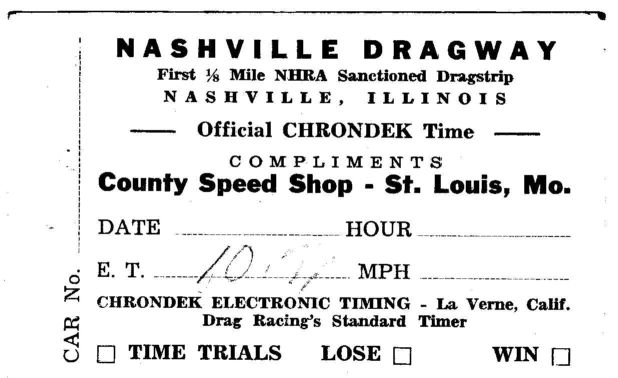 NASHVILLE DRAGWAY
First ⅛ Mile NHRA Sanctioned Dragstrip
NASHVILLE, ILLINOIS
Official CHRONDEK Time
COMPLIMENTS
County Speed Shop - St. Louis, Mo.
DATE HOUR
E. T. MPH
CHRONDEK ELECTRONIC TIMING - La Verne, Calif.
Drag Racing's Standard Timer
☐ TIME TRIALS LOSE ☐ WIN ☐
CAR No.